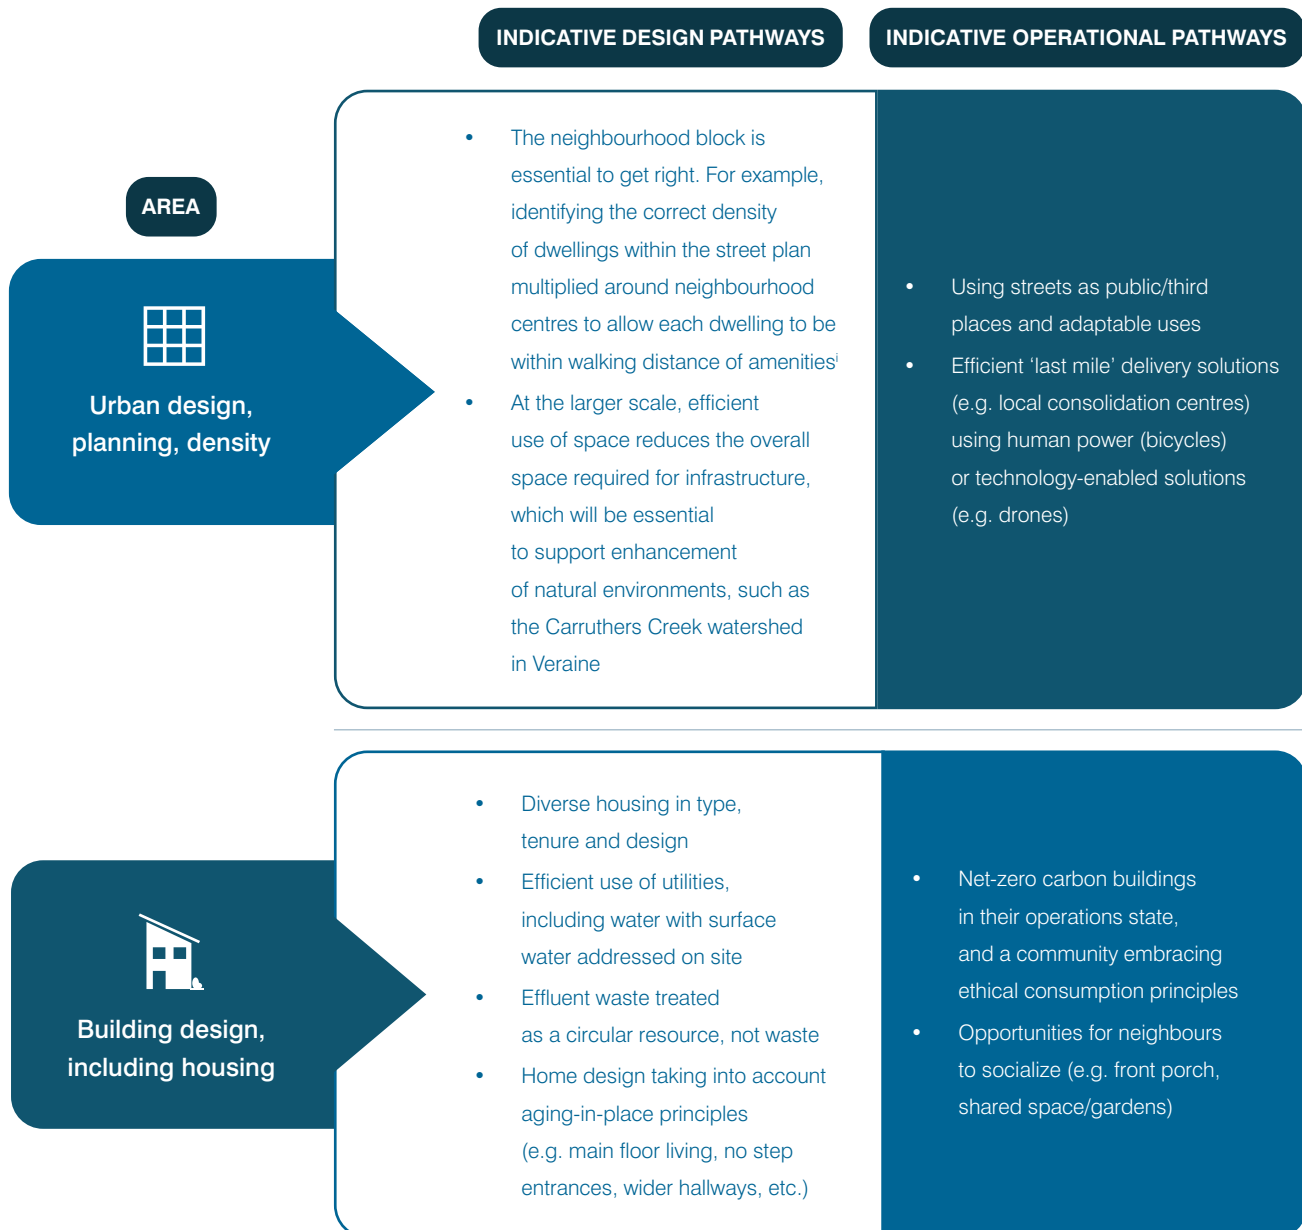 INDICATIVE DESIGN PATHWAYS
INDICATIVE OPERATIONAL PATHWAYS
AREA
Urban design,
planning, density
• The neighbourhood block is
essential to get right. For example,
identifying the correct density
of dwellings within the street plan
multiplied around neighbourhood
centres to allow each dwelling to be
within walking distance of amenitiesⁱ
• At the larger scale, efficient
use of space reduces the overall
space required for infrastructure,
which will be essential
to support enhancement
of natural environments, such as
the Carruthers Creek watershed
in Veraine
• Using streets as public/third
places and adaptable uses
• Efficient ‘last mile’ delivery solutions
(e.g. local consolidation centres)
using human power (bicycles)
or technology-enabled solutions
(e.g. drones)
Building design,
including housing
• Diverse housing in type,
tenure and design
• Efficient use of utilities,
including water with surface
water addressed on site
• Effluent waste treated
as a circular resource, not waste
• Home design taking into account
aging-in-place principles
(e.g. main floor living, no step
entrances, wider hallways, etc.)
• Net-zero carbon buildings
in their operations state,
and a community embracing
ethical consumption principles
• Opportunities for neighbours
to socialize (e.g. front porch,
shared space/gardens)